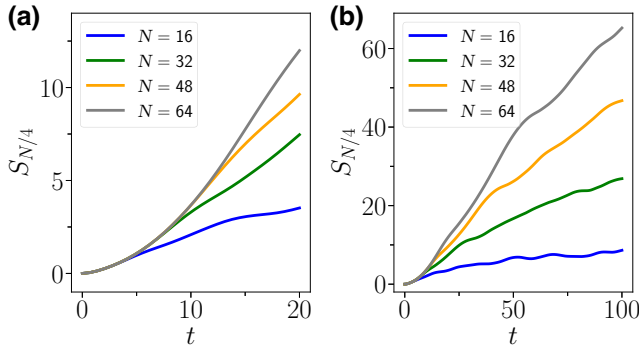 (a)
N = 16
N = 32
N = 48
N = 64
S_{N/4}
10
5
0
0
10
20
t
(b)
N = 16
N = 32
N = 48
N = 64
S_{N/4}
60
40
20
0
0
50
100
t